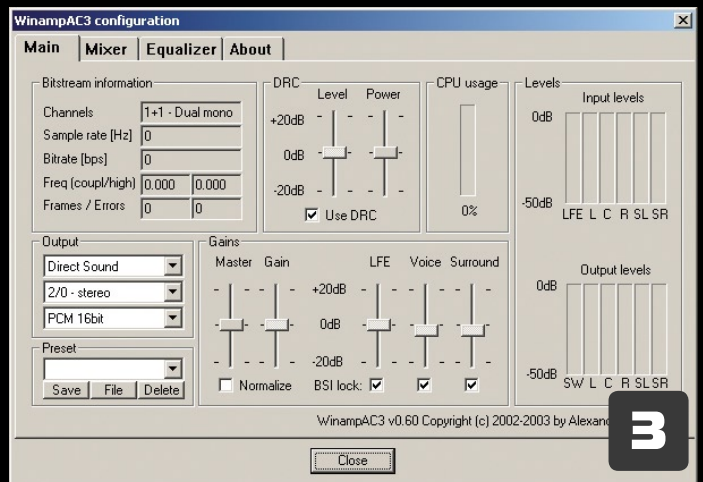 WinampAC3 configuration
Main Mixer Equalizer About
Bitstream information
Channels 1+1 - Dual mono
Sample rate [Hz] 0
Bitrate [bps] 0
Freq (coupl/high) 0.000 0.000
Frames / Errors 0 0
DRC
Level Power
+20dB
0dB
-20dB
Use DRC
CPU usage
0%
Levels
Input levels
0dB
-50dB
LFE L C R SL SR
Output levels
0dB
-50dB
SW L C R SL SR
Output
Direct Sound
2/0 - stereo
PCM 16bit
Preset
Save File Delete
Gains
Master Gain LFE Voice Surround
+20dB
0dB
-20dB
Normalize BSI lock:
WinampAC3 v0.60 Copyright (c) 2002-2003 by
3
Close